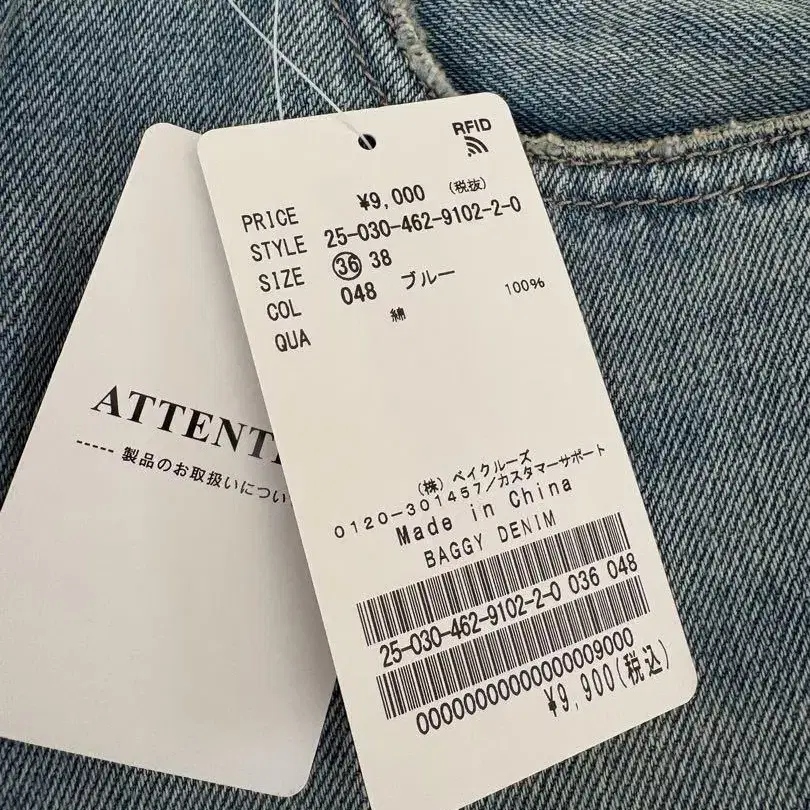 RFID
PRICE ¥9,000 (税抜)
STYLE 25-030-462-9102-2-0
SIZE 36 38
COL 048 ブルー
QUA 綿 100%
(株) ベイクルーズ
0120-301457/カスタマーサポート
Made in China
BAGGY DENIM
25-030-462-9102-2-0 036 048
00000000000000009000
¥9,900(税込)
ATTENT
----- 製品のお取扱いについ